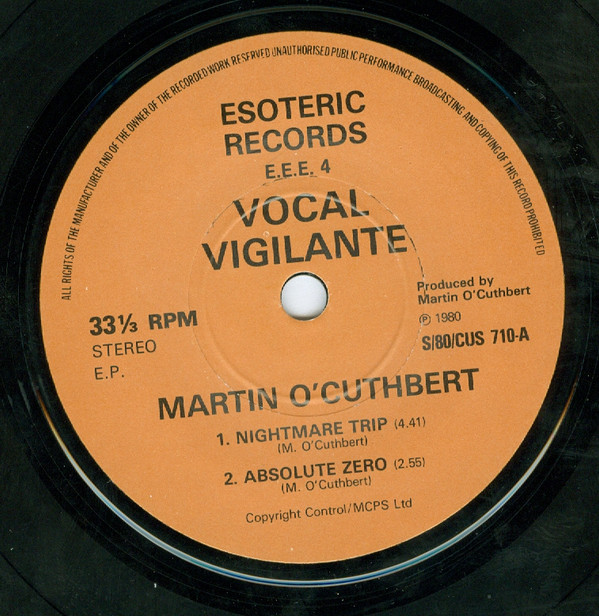 ALL RIGHTS OF THE MANUFACTURER AND OF THE OWNER OF THE RECORDED WORK RESERVED UNAUTHORISED PUBLIC PERFORMANCE BROADCASTING AND COPYING OF THIS RECORD PROHIBITED
ESOTERIC
RECORDS
E.E.E. 4
VOCAL
VIGILANTE
33⅓ RPM
STEREO
E.P.
Produced by
Martin O'Cuthbert
℗ 1980
S/80/CUS 710-A
MARTIN O'CUTHBERT
1. NIGHTMARE TRIP (4.41)
(M. O'Cuthbert)
2. ABSOLUTE ZERO (2.55)
(M. O'Cuthbert)
Copyright Control/MCPS Ltd